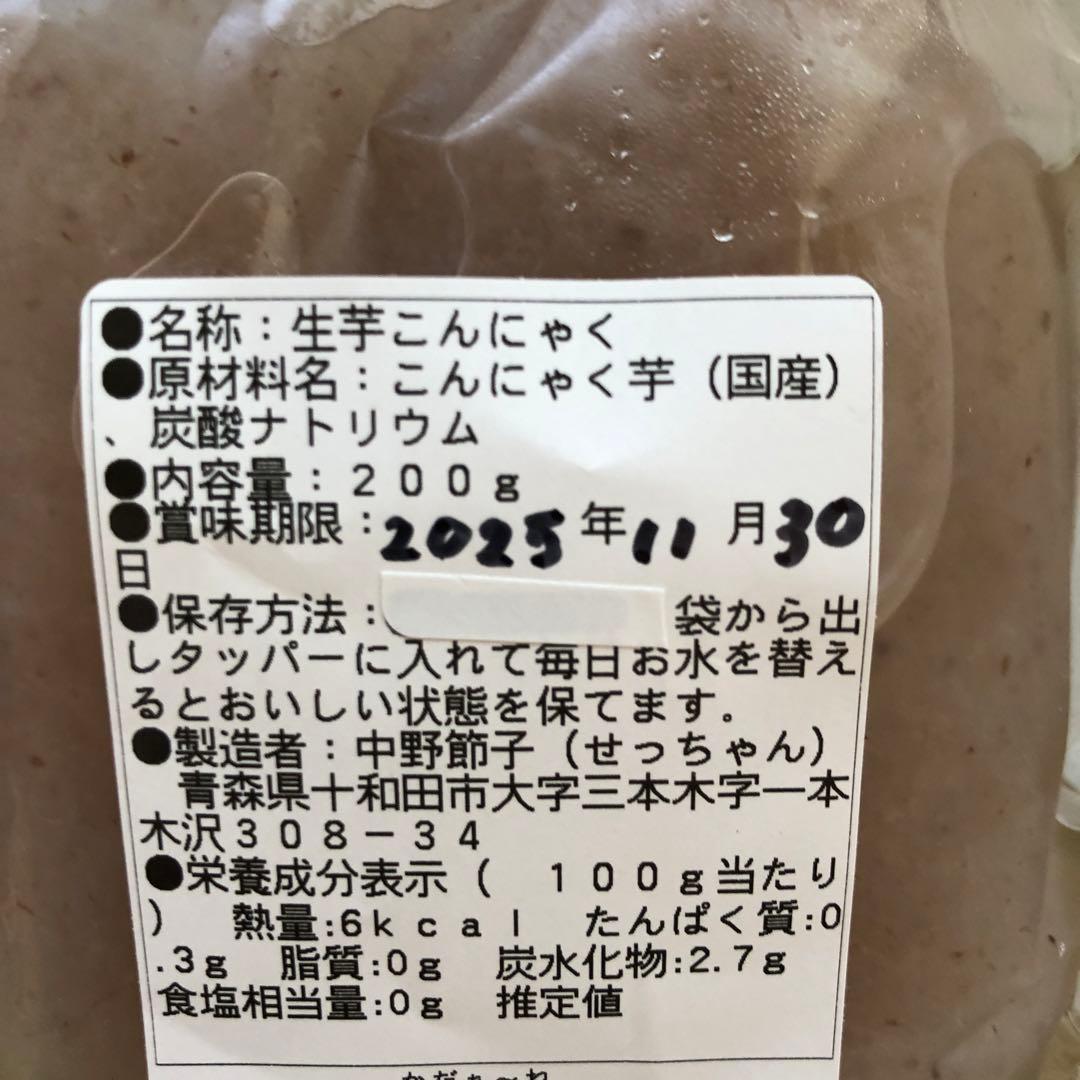 ●名称：生芋こんにゃく
●原材料名：こんにゃく芋（国産）
、炭酸ナトリウム
●内容量：２００ｇ
●賞味期限：2025年11月30
日
●保存方法：袋から出
しタッパーに入れて毎日お水を替え
るとおいしい状態を保てます。
●製造者：中野節子（せっちゃん）
青森県十和田市大字三本木字一本
木沢３０８－３４
●栄養成分表示（　１００ｇ当たり
）　熱量:6ｋｃａｌ　たんぱく質:0
.3ｇ　脂質:0ｇ　炭水化物:2.7ｇ
食塩相当量:0ｇ　推定値